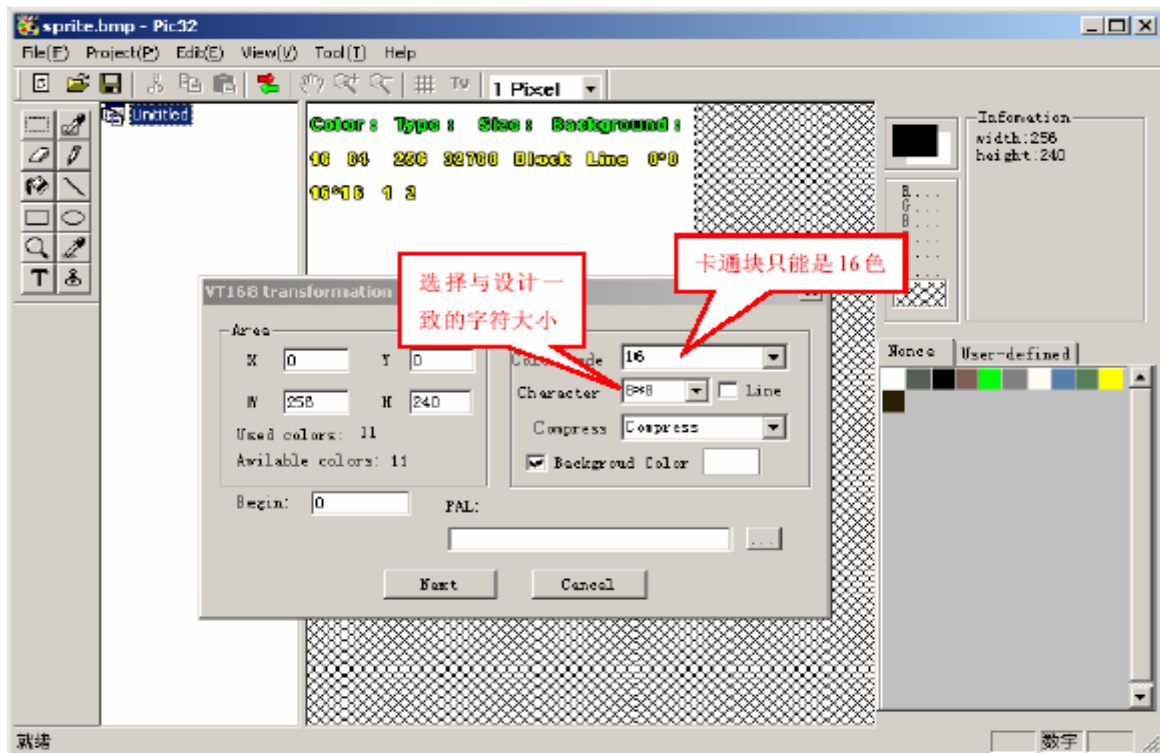 sprite.bmp - Pic32
File(F) Project(P) Edit(E) View(V) Tool(T) Help
1 Pixel
Untitled
Color: Type: Size: Background:
16 64 256 32768 Block Line 8*8
16*16 1 2
Infomation
width:256
height:240
R...
G...
B...
选择与设计一
致的字符大小
卡通块只能是16色
VT168 transformation
Area
X 0 Y 0
W 256 H 240
Used colors: 11
Available colors: 11
16
Character 8*8 Line
Compress Compress
Backgroud Color
Begin: 0 PAL:
...
Next Cancel
Nonce User-defined
就绪
数字